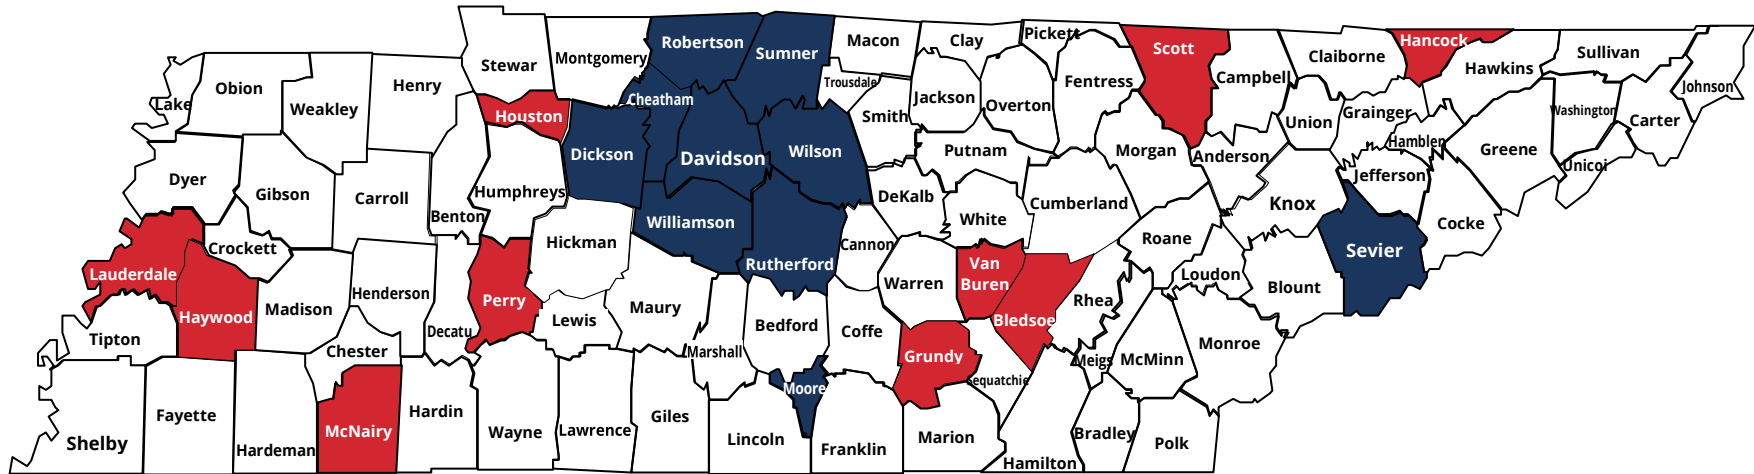 Lake
Obion
Weakley
Henry
Stewar
Montgomery
Robertson
Sumner
Macon
Clay
Pickett
Scott
Claiborne
Hancock
Hawkins
Sullivan
Johnson
Houston
Cheatham
Trousdale
Smith
Jackson
Overton
Fentress
Campbell
Union
Grainger
Hamblen
Washington
Carter
Greene
Unicoi
Dyer
Gibson
Carroll
Benton
Humphreys
Dickson
Davidson
Wilson
Putnam
Morgan
Anderson
Jefferson
Cocke
Knox
Sevier
Crockett
Lauderdale
Haywood
Madison
Henderson
Decatu
Perry
Hickman
Williamson
Rutherford
Cannon
DeKalb
White
Cumberland
Roane
Loudon
Blount
Tipton
Chester
Lewis
Maury
Marshall
Bedford
Coffe
Warren
Van
Buren
Bledsoe
Rhea
Meigs
McMinn
Monroe
Grundy
Sequatchie
Moore
Shelby
Fayette
Hardeman
McNairy
Hardin
Wayne
Lawrence
Giles
Lincoln
Franklin
Marion
Hamilton
Bradley
Polk